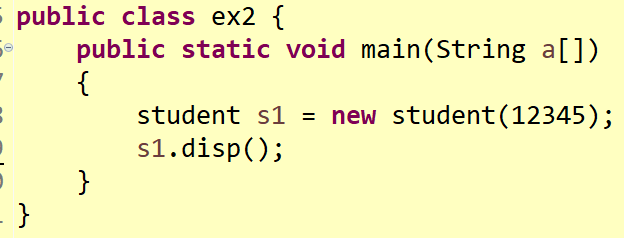 public class ex2 {
public static void main(String a[])
{
student s1 = new student(12345);
s1.disp();
}
}